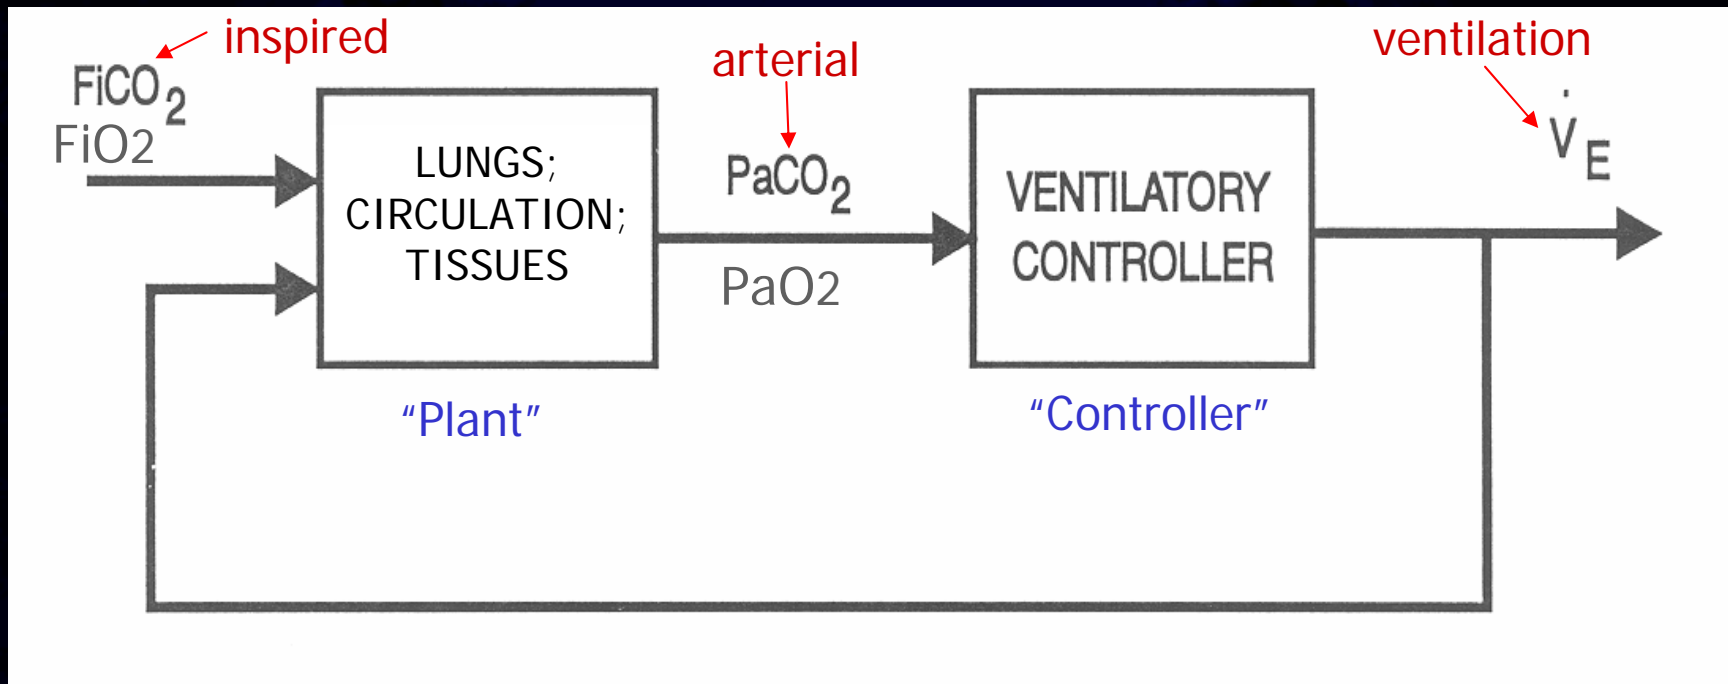 inspired
FiCO2
FiO2
LUNGS;
CIRCULATION;
TISSUES
“Plant”
arterial
PaCO2
PaO2
VENTILATORY
CONTROLLER
“Controller”
ventilation
V̇E